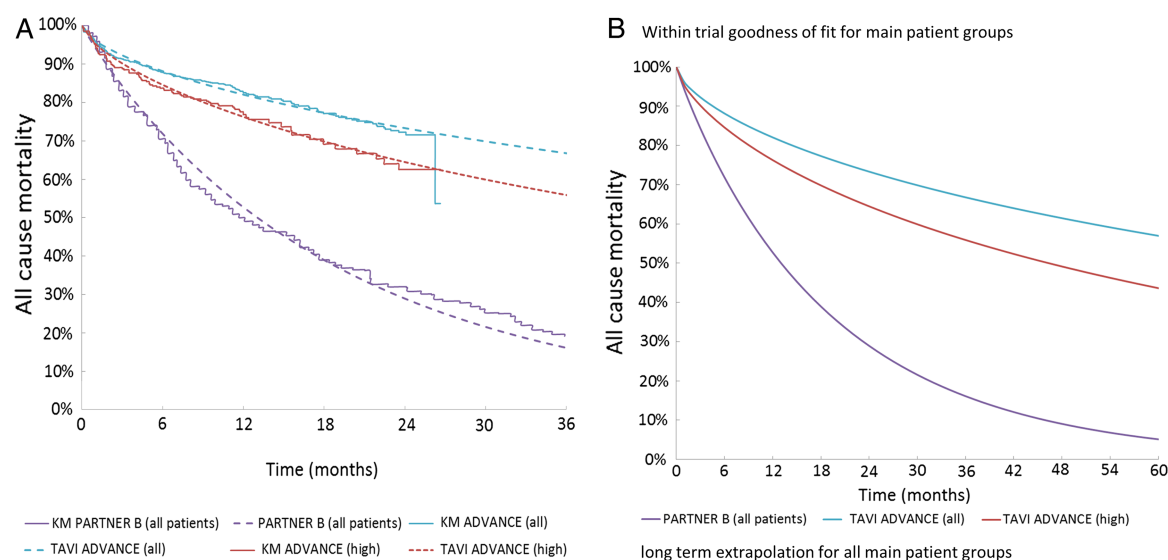 A
All cause mortality
100%
90%
80%
70%
60%
50%
40%
30%
20%
10%
0%
0 6 12 18 24 30 36
Time (months)
KM PARTNER B (all patients) PARTNER B (all patients) KM ADVANCE (all)
TAVI ADVANCE (all) KM ADVANCE (high) TAVI ADVANCE (high)
B Within trial goodness of fit for main patient groups
All cause mortality
100%
90%
80%
70%
60%
50%
40%
30%
20%
10%
0%
0 6 12 18 24 30 36 42 48 54 60
Time (months)
PARTNER B (all patients) TAVI ADVANCE (all) TAVI ADVANCE (high)
long term extrapolation for all main patient groups